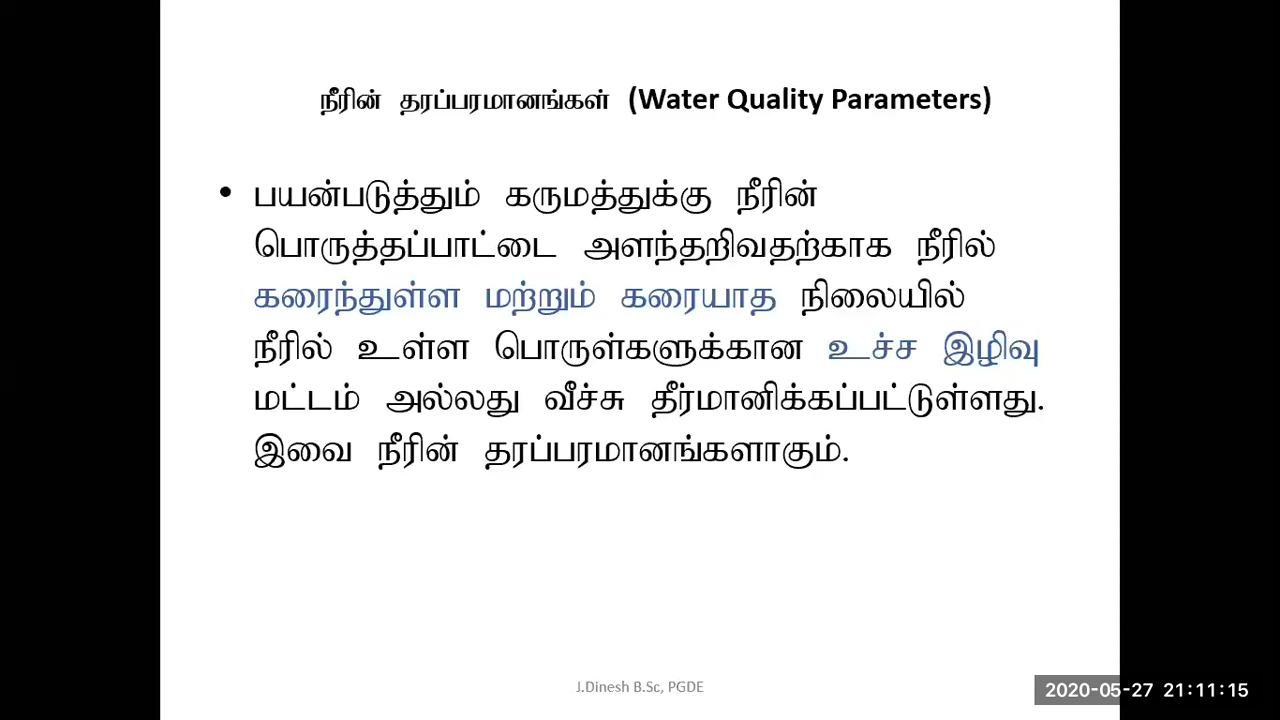 நீரின் தரப்பரமானங்கள் (Water Quality Parameters)
• பயன்படுத்தும் கருமத்துக்கு நீரின்
பொருத்தப்பாட்டை அளந்தறிவதற்காக நீரில்
கரைந்துள்ள மற்றும் கரையாத நிலையில்
நீரில் உள்ள பொருள்களுக்கான உச்ச இழிவு
மட்டம் அல்லது வீச்சு தீர்மானிக்கப்பட்டுள்ளது.
இவை நீரின் தரப்பரமானங்களாகும்.
J.Dinesh B.Sc, PGDE
2020-05-27 21:11:15